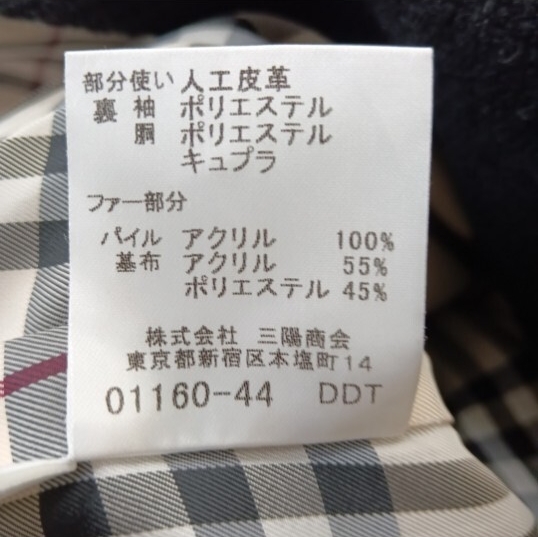 部分使い 人工皮革
裏 袖 ポリエステル
胴 ポリエステル
キュプラ
ファー部分
パイル アクリル 100%
基布 アクリル 55%
ポリエステル 45%
株式会社 三陽商会
東京都新宿区本塩町14
01160-44 DDT